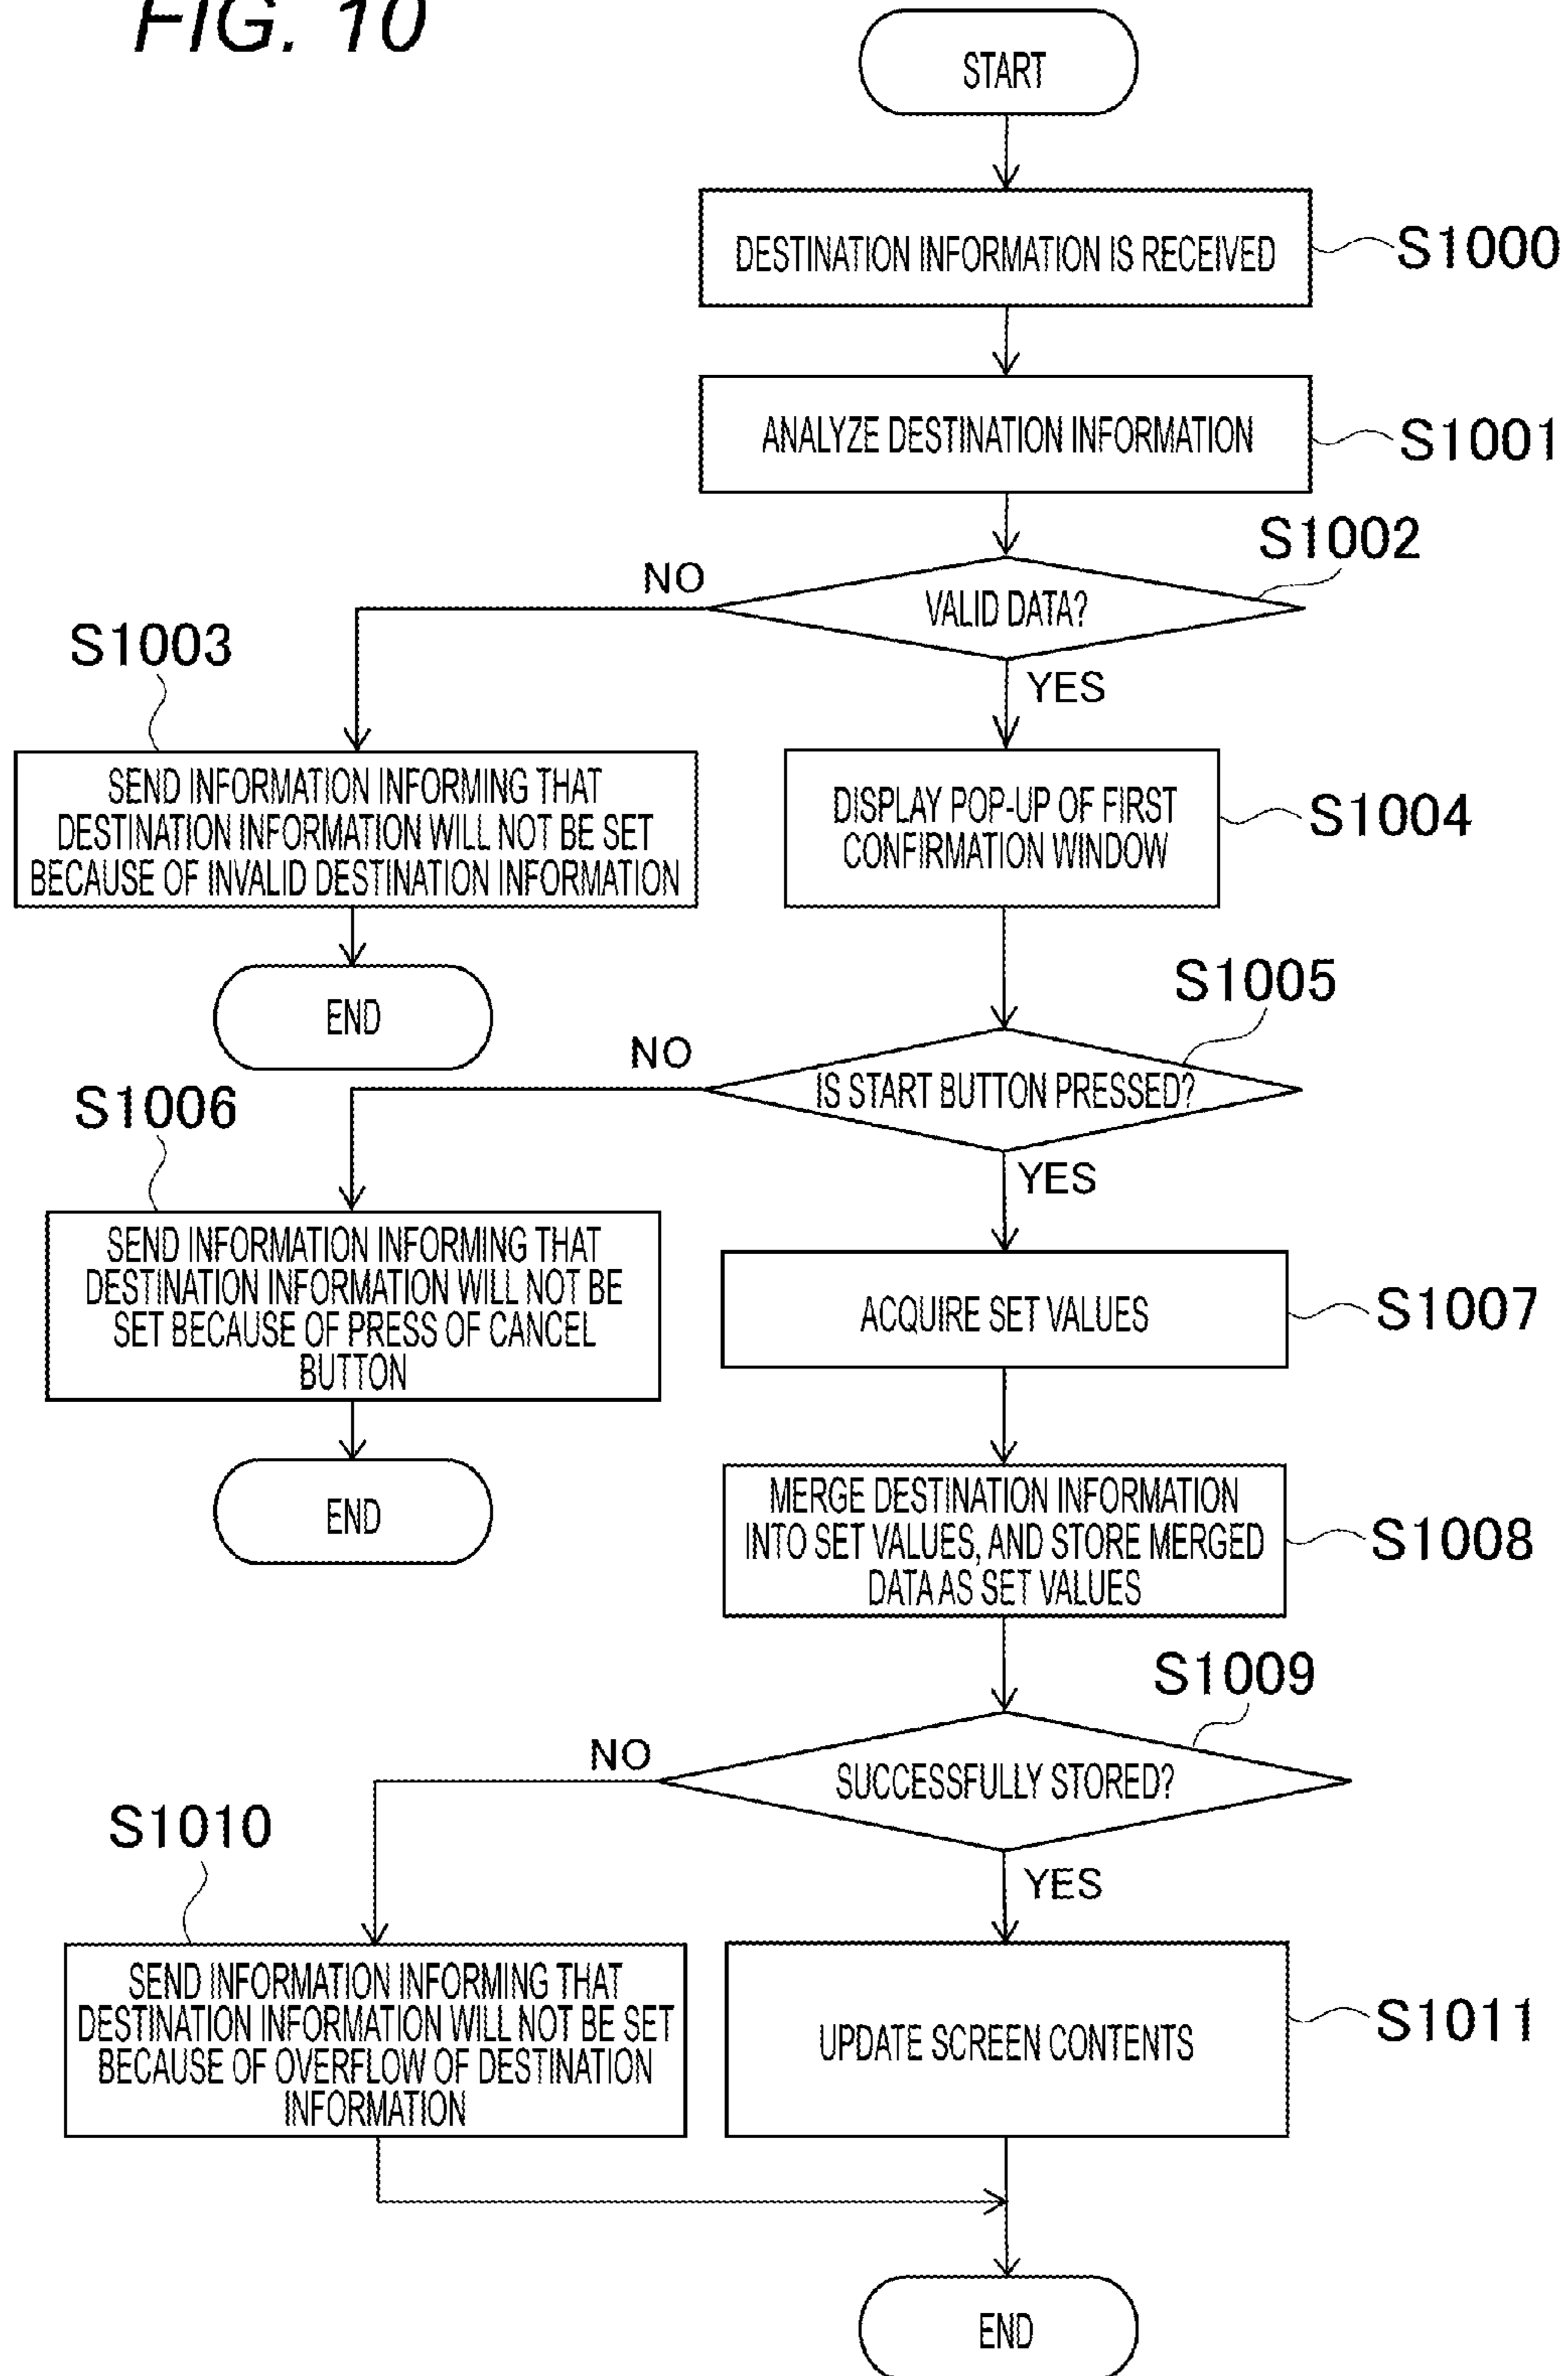 FIG. 10
START
DESTINATION INFORMATION IS RECEIVED
S1000
ANALYZE DESTINATION INFORMATION
S1001
S1002
VALID DATA?
NO
YES
S1003
SEND INFORMATION INFORMING THAT
DESTINATION INFORMATION WILL NOT BE SET
BECAUSE OF INVALID DESTINATION INFORMATION
END
DISPLAY POP-UP OF FIRST
CONFIRMATION WINDOW
S1004
S1005
IS START BUTTON PRESSED?
NO
YES
S1006
SEND INFORMATION INFORMING THAT
DESTINATION INFORMATION WILL NOT BE
SET BECAUSE OF PRESS OF CANCEL
BUTTON
END
ACQUIRE SET VALUES
S1007
MERGE DESTINATION INFORMATION
INTO SET VALUES, AND STORE MERGED
DATA AS SET VALUES
S1008
S1009
SUCCESSFULLY STORED?
NO
YES
S1010
SEND INFORMATION INFORMING THAT
DESTINATION INFORMATION WILL NOT BE SET
BECAUSE OF OVERFLOW OF DESTINATION
INFORMATION
UPDATE SCREEN CONTENTS
S1011
END